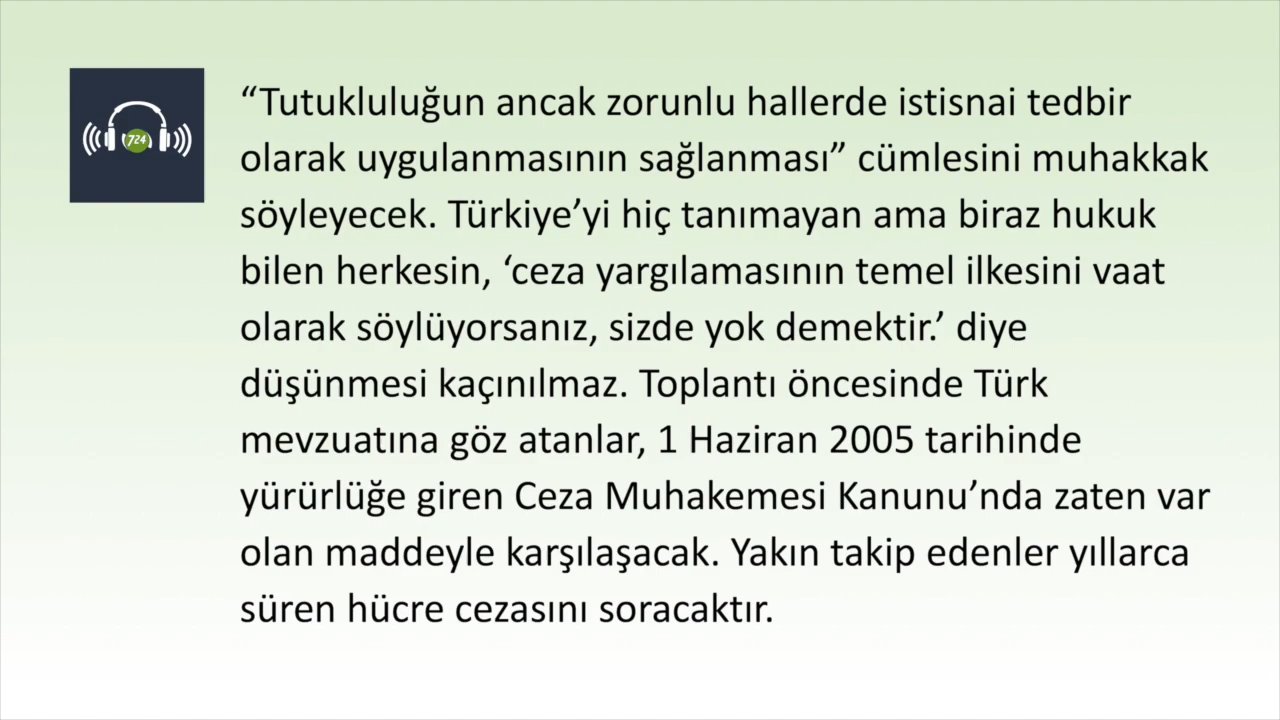 “Tutukluluğun ancak zorunlu hallerde istisnai tedbir
olarak uygulanmasının sağlanması” cümlesini muhakkak
söyleyecek. Türkiye’yi hiç tanımayan ama biraz hukuk
bilen herkesin, ‘ceza yargılamasının temel ilkesini vaat
olarak söylüyorsanız, sizde yok demektir.’ diye
düşünmesi kaçınılmaz. Toplantı öncesinde Türk
mevzuatına göz atanlar, 1 Haziran 2005 tarihinde
yürürlüğe giren Ceza Muhakemesi Kanunu’nda zaten var
olan maddeyle karşılaşacak. Yakın takip edenler yıllarca
süren hücre cezasını soracaktır.
724